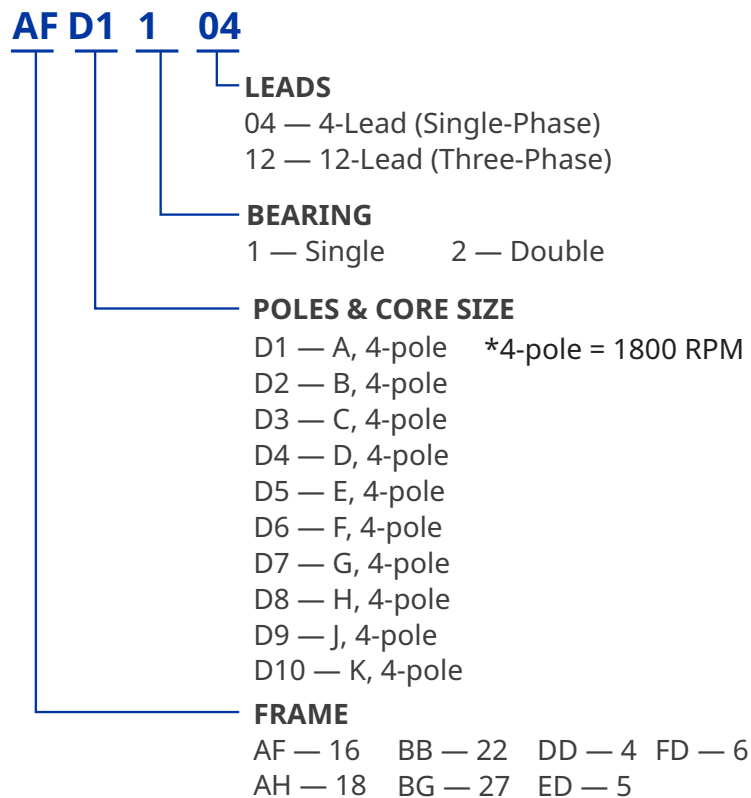 AF D1 1 04
LEADS
04 — 4-Lead (Single-Phase)
12 — 12-Lead (Three-Phase)
BEARING
1 — Single 2 — Double
POLES & CORE SIZE
D1 — A, 4-pole *4-pole = 1800 RPM
D2 — B, 4-pole
D3 — C, 4-pole
D4 — D, 4-pole
D5 — E, 4-pole
D6 — F, 4-pole
D7 — G, 4-pole
D8 — H, 4-pole
D9 — J, 4-pole
D10 — K, 4-pole
FRAME
AF — 16 BB — 22 DD — 4 FD — 6
AH — 18 BG — 27 ED — 5